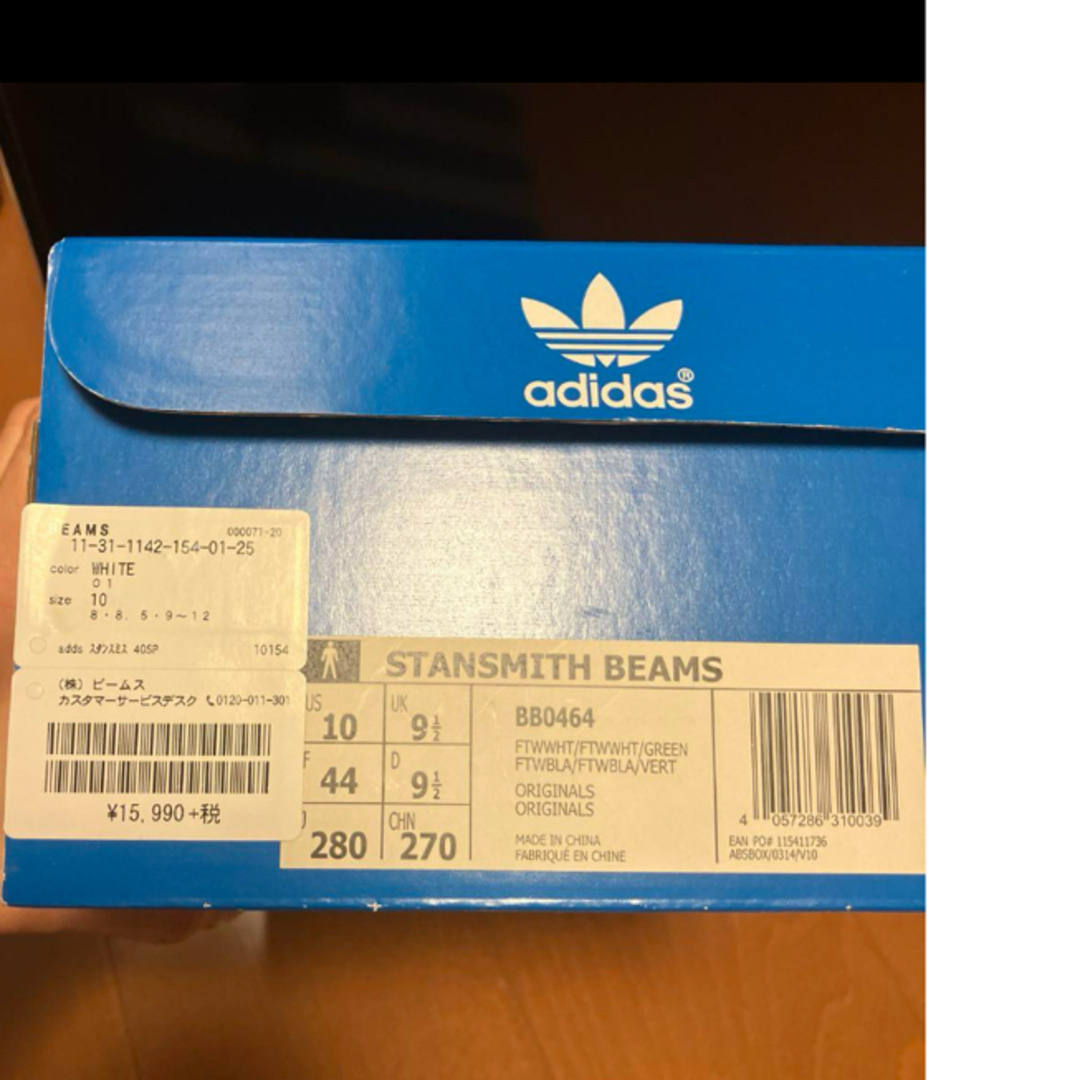 adidas®
BEAMS 000071-20
11-31-1142-154-01-25
color WHITE
01
size 10
8・8. 5・9～12
adds スタンスミス 40SP 10154
(株) ビームス
カスタマーサービスデスク 0120-011-301
¥15,990+税
STANSMITH BEAMS
US 10 UK 9½
F 44 D 9½
280 CHN 270
BB0464
FTWWHT/FTWWHT/GREEN
FTWBLA/FTWBLA/VERT
ORIGINALS
ORIGINALS
MADE IN CHINA
FABRIQUÉ EN CHINE
4 057286 310039
EAN PO# 115411736
ABSBOX/0314/V10